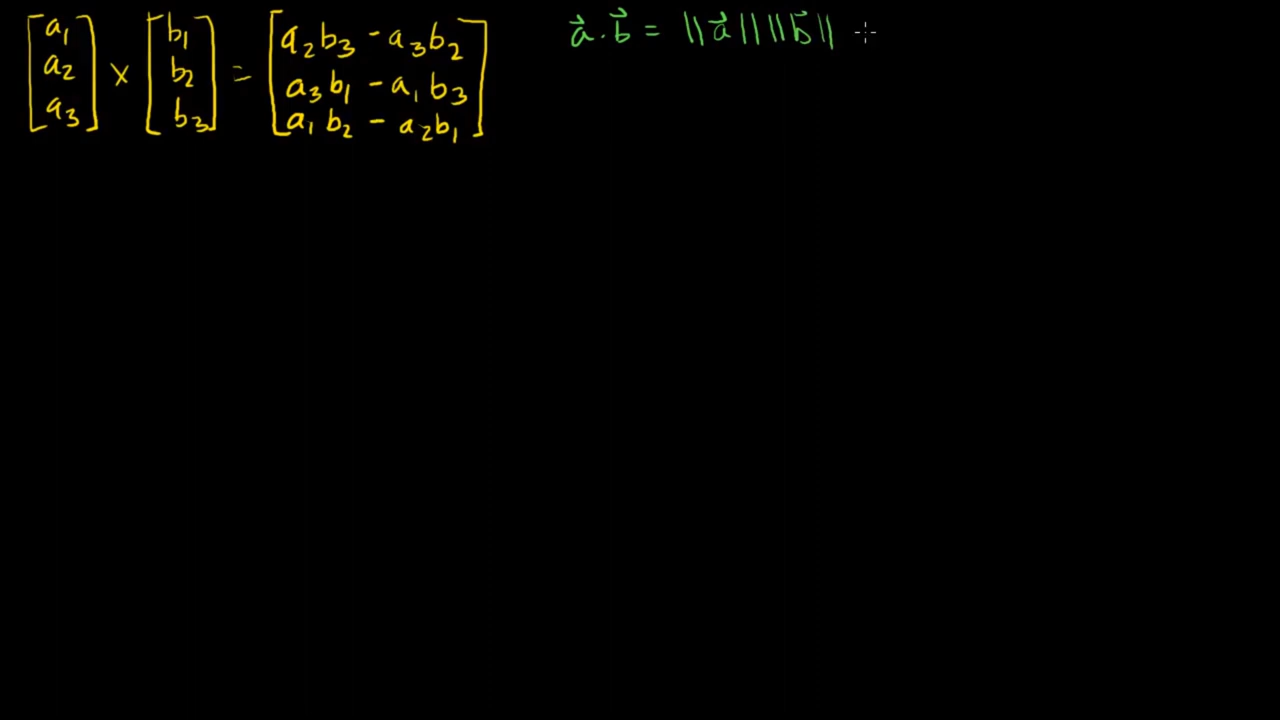 [a₁ a₂ a₃] × [b₁ b₂ b₃] = [a₂b₃ - a₃b₂ a₃b₁ - a₁b₃ a₁b₂ - a₂b₁]
a⃗ · b⃗ = ||a⃗|| ||b⃗||